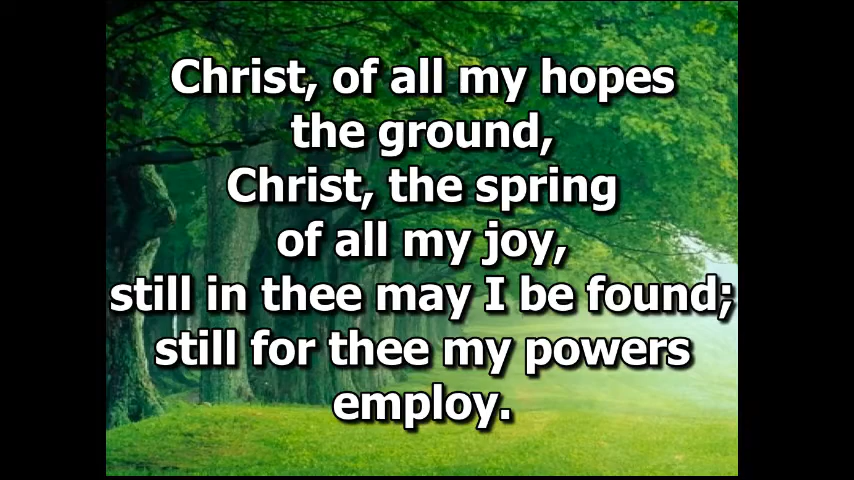 Christ, of all my hopes
the ground,
Christ, the spring
of all my joy,
still in thee may I be found;
still for thee my powers
employ.